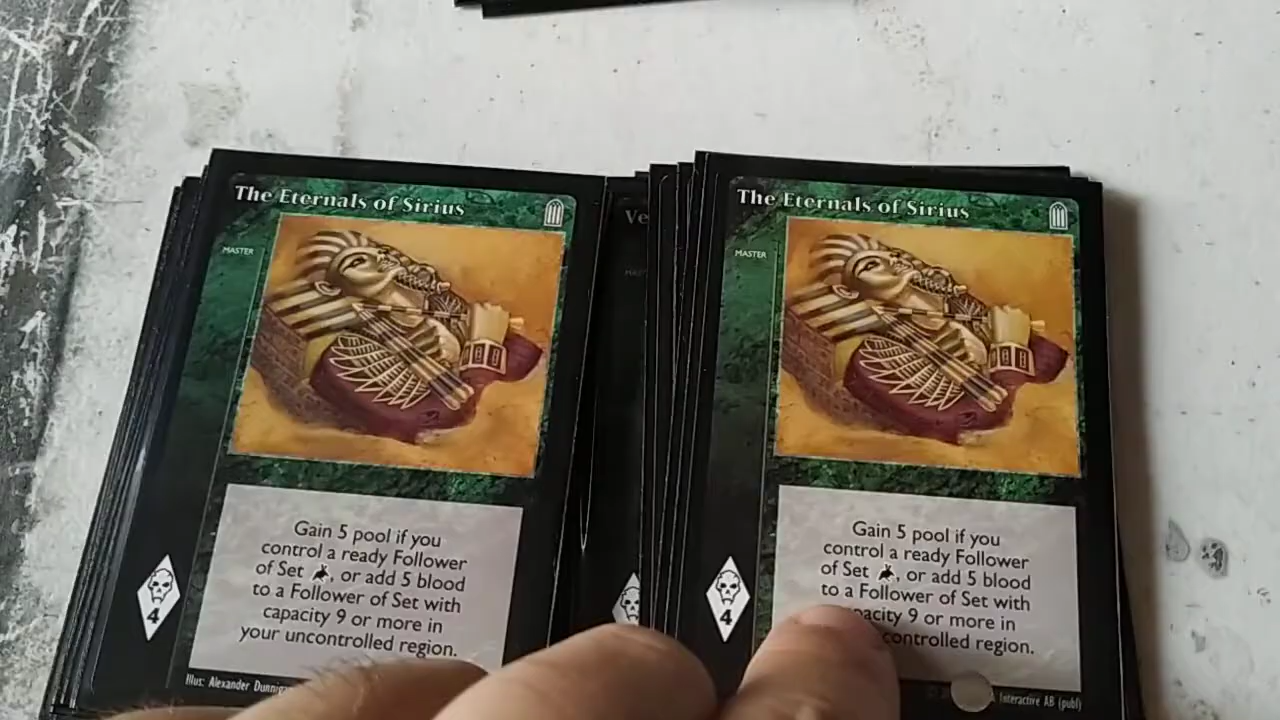 The Eternals of Sirius
MASTER
Gain 5 pool if you
control a ready Follower
of Set , or add 5 blood
to a Follower of Set with
capacity 9 or more in
your uncontrolled region.
4
Illus: Alexander
Ve
The Eternals of Sirius
MASTER
Gain 5 pool if you
control a ready Follower
of Set , or add 5 blood
to a Follower of Set with
9 or more in
region.
4
Interactive AB (publ)